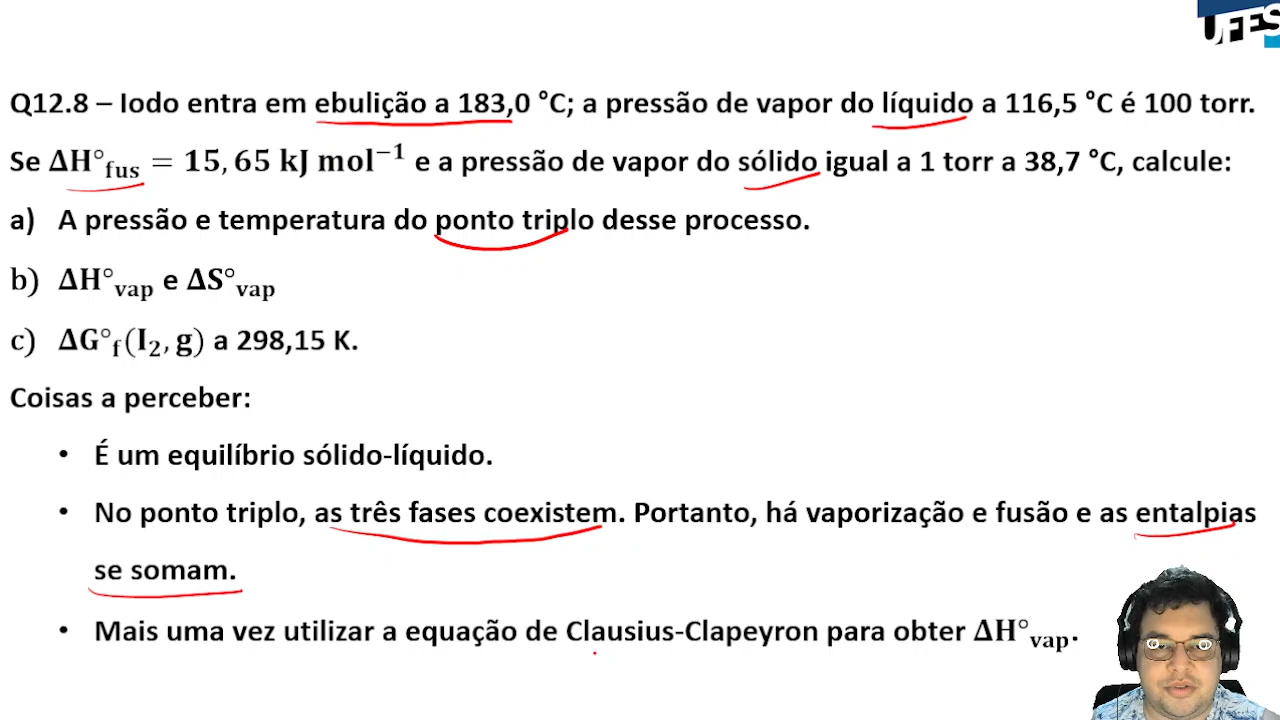 UFES
Q12.8 – Iodo entra em ebulição a 183,0 °C; a pressão de vapor do líquido a 116,5 °C é 100 torr.
Se ΔH°fus = 15,65 kJ mol⁻¹ e a pressão de vapor do sólido igual a 1 torr a 38,7 °C, calcule:
a) A pressão e temperatura do ponto triplo desse processo.
b) ΔH°vap e ΔS°vap
c) ΔG°f(I₂, g) a 298,15 K.
Coisas a perceber:
• É um equilíbrio sólido-líquido.
• No ponto triplo, as três fases coexistem. Portanto, há vaporização e fusão e as entalpias
se somam.
• Mais uma vez utilizar a equação de Clausius-Clapeyron para obter ΔH°vap.